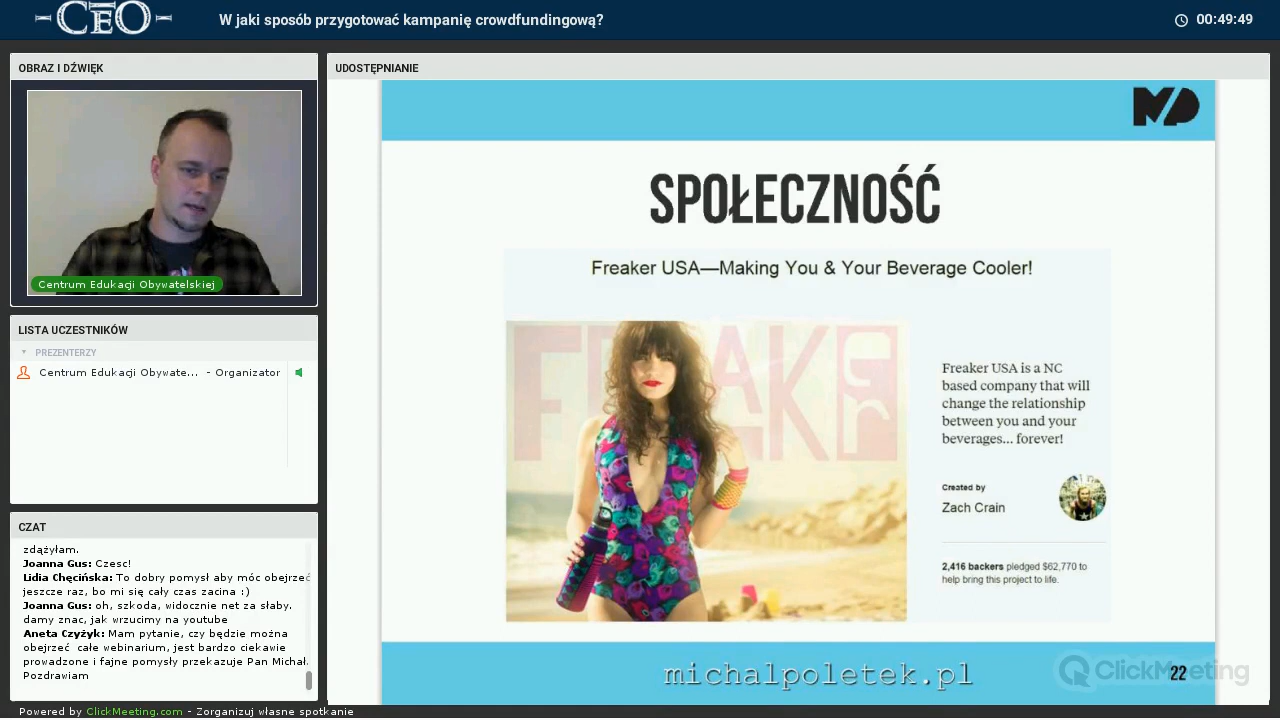 CEO
W jaki sposób przygotować kampanię crowdfundingową?
00:49:49
OBRAZ I DŹWIĘK
Centrum Edukacji Obywatelskiej
LISTA UCZESTNIKÓW
PREZENTERZY
Centrum Edukacji Obywate... - Organizator
CZAT
zdążyłam.
Joanna Gus: Czesc!
Lidia Chęcińska: To dobry pomysł aby móc obejrzeć
jeszcze raz, bo mi się cały czas zacina :)
Joanna Gus: oh, szkoda, widocznie net za słaby.
damy znac, jak wrzucimy na youtube
Aneta Czyżyk: Mam pytanie, czy będzie można
obejrzeć całe webinarium, jest bardzo ciekawie
prowadzone i fajne pomysły przekazuje Pan Michał.
Pozdrawiam
Powered by ClickMeeting.com - Zorganizuj własne spotkanie
UDOSTĘPNIANIE
MP
SPOŁECZNOŚĆ
Freaker USA—Making You & Your Beverage Cooler!
FREAKER
Freaker USA is a NC
based company that will
change the relationship
between you and your
beverages... forever!
Created by
Zach Crain
2,416 backers pledged $62,770 to
help bring this project to life.
michalpoletek.pl
ClickMeeting
22